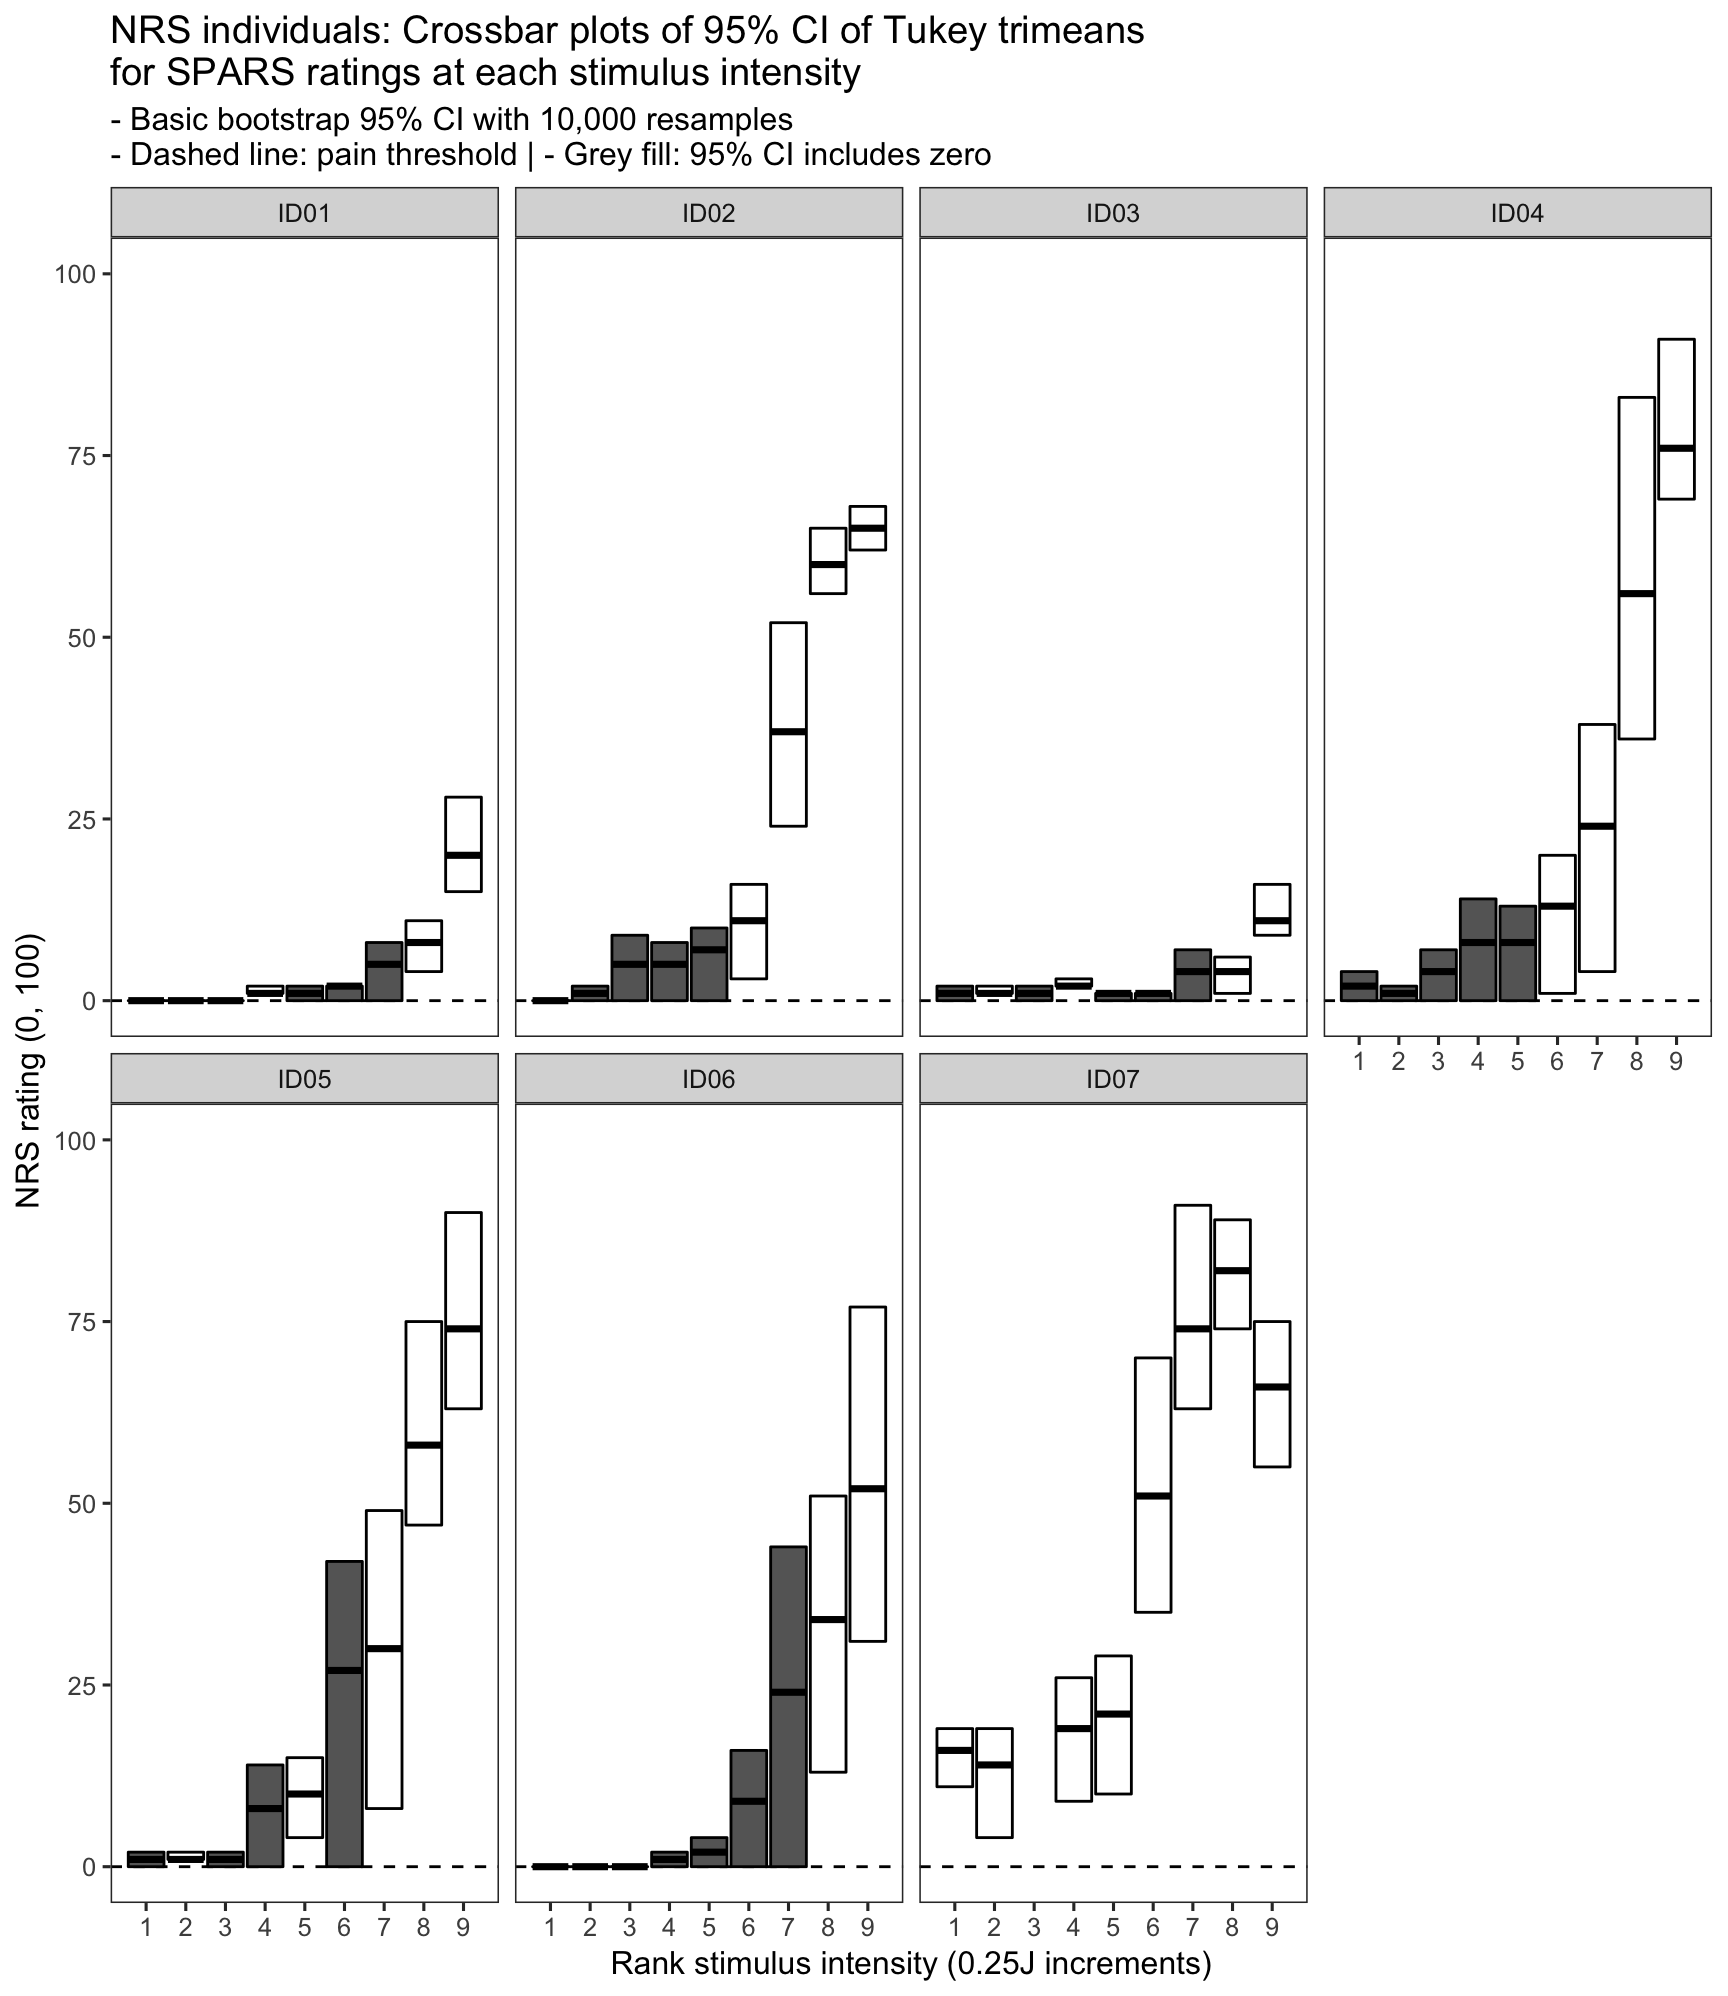 NRS individuals: Crossbar plots of 95% CI of Tukey trimeans
for SPARS ratings at each stimulus intensity
- Basic bootstrap 95% CI with 10,000 resamples
- Dashed line: pain threshold | - Grey fill: 95% CI includes zero
ID01
ID02
ID03
ID04
100
75
50
25
0
1 2 3 4 5 6 7 8 9
NRS rating (0, 100)
ID05
ID06
ID07
100
75
50
25
0
1 2 3 4 5 6 7 8 9
1 2 3 4 5 6 7 8 9
1 2 3 4 5 6 7 8 9
Rank stimulus intensity (0.25J increments)